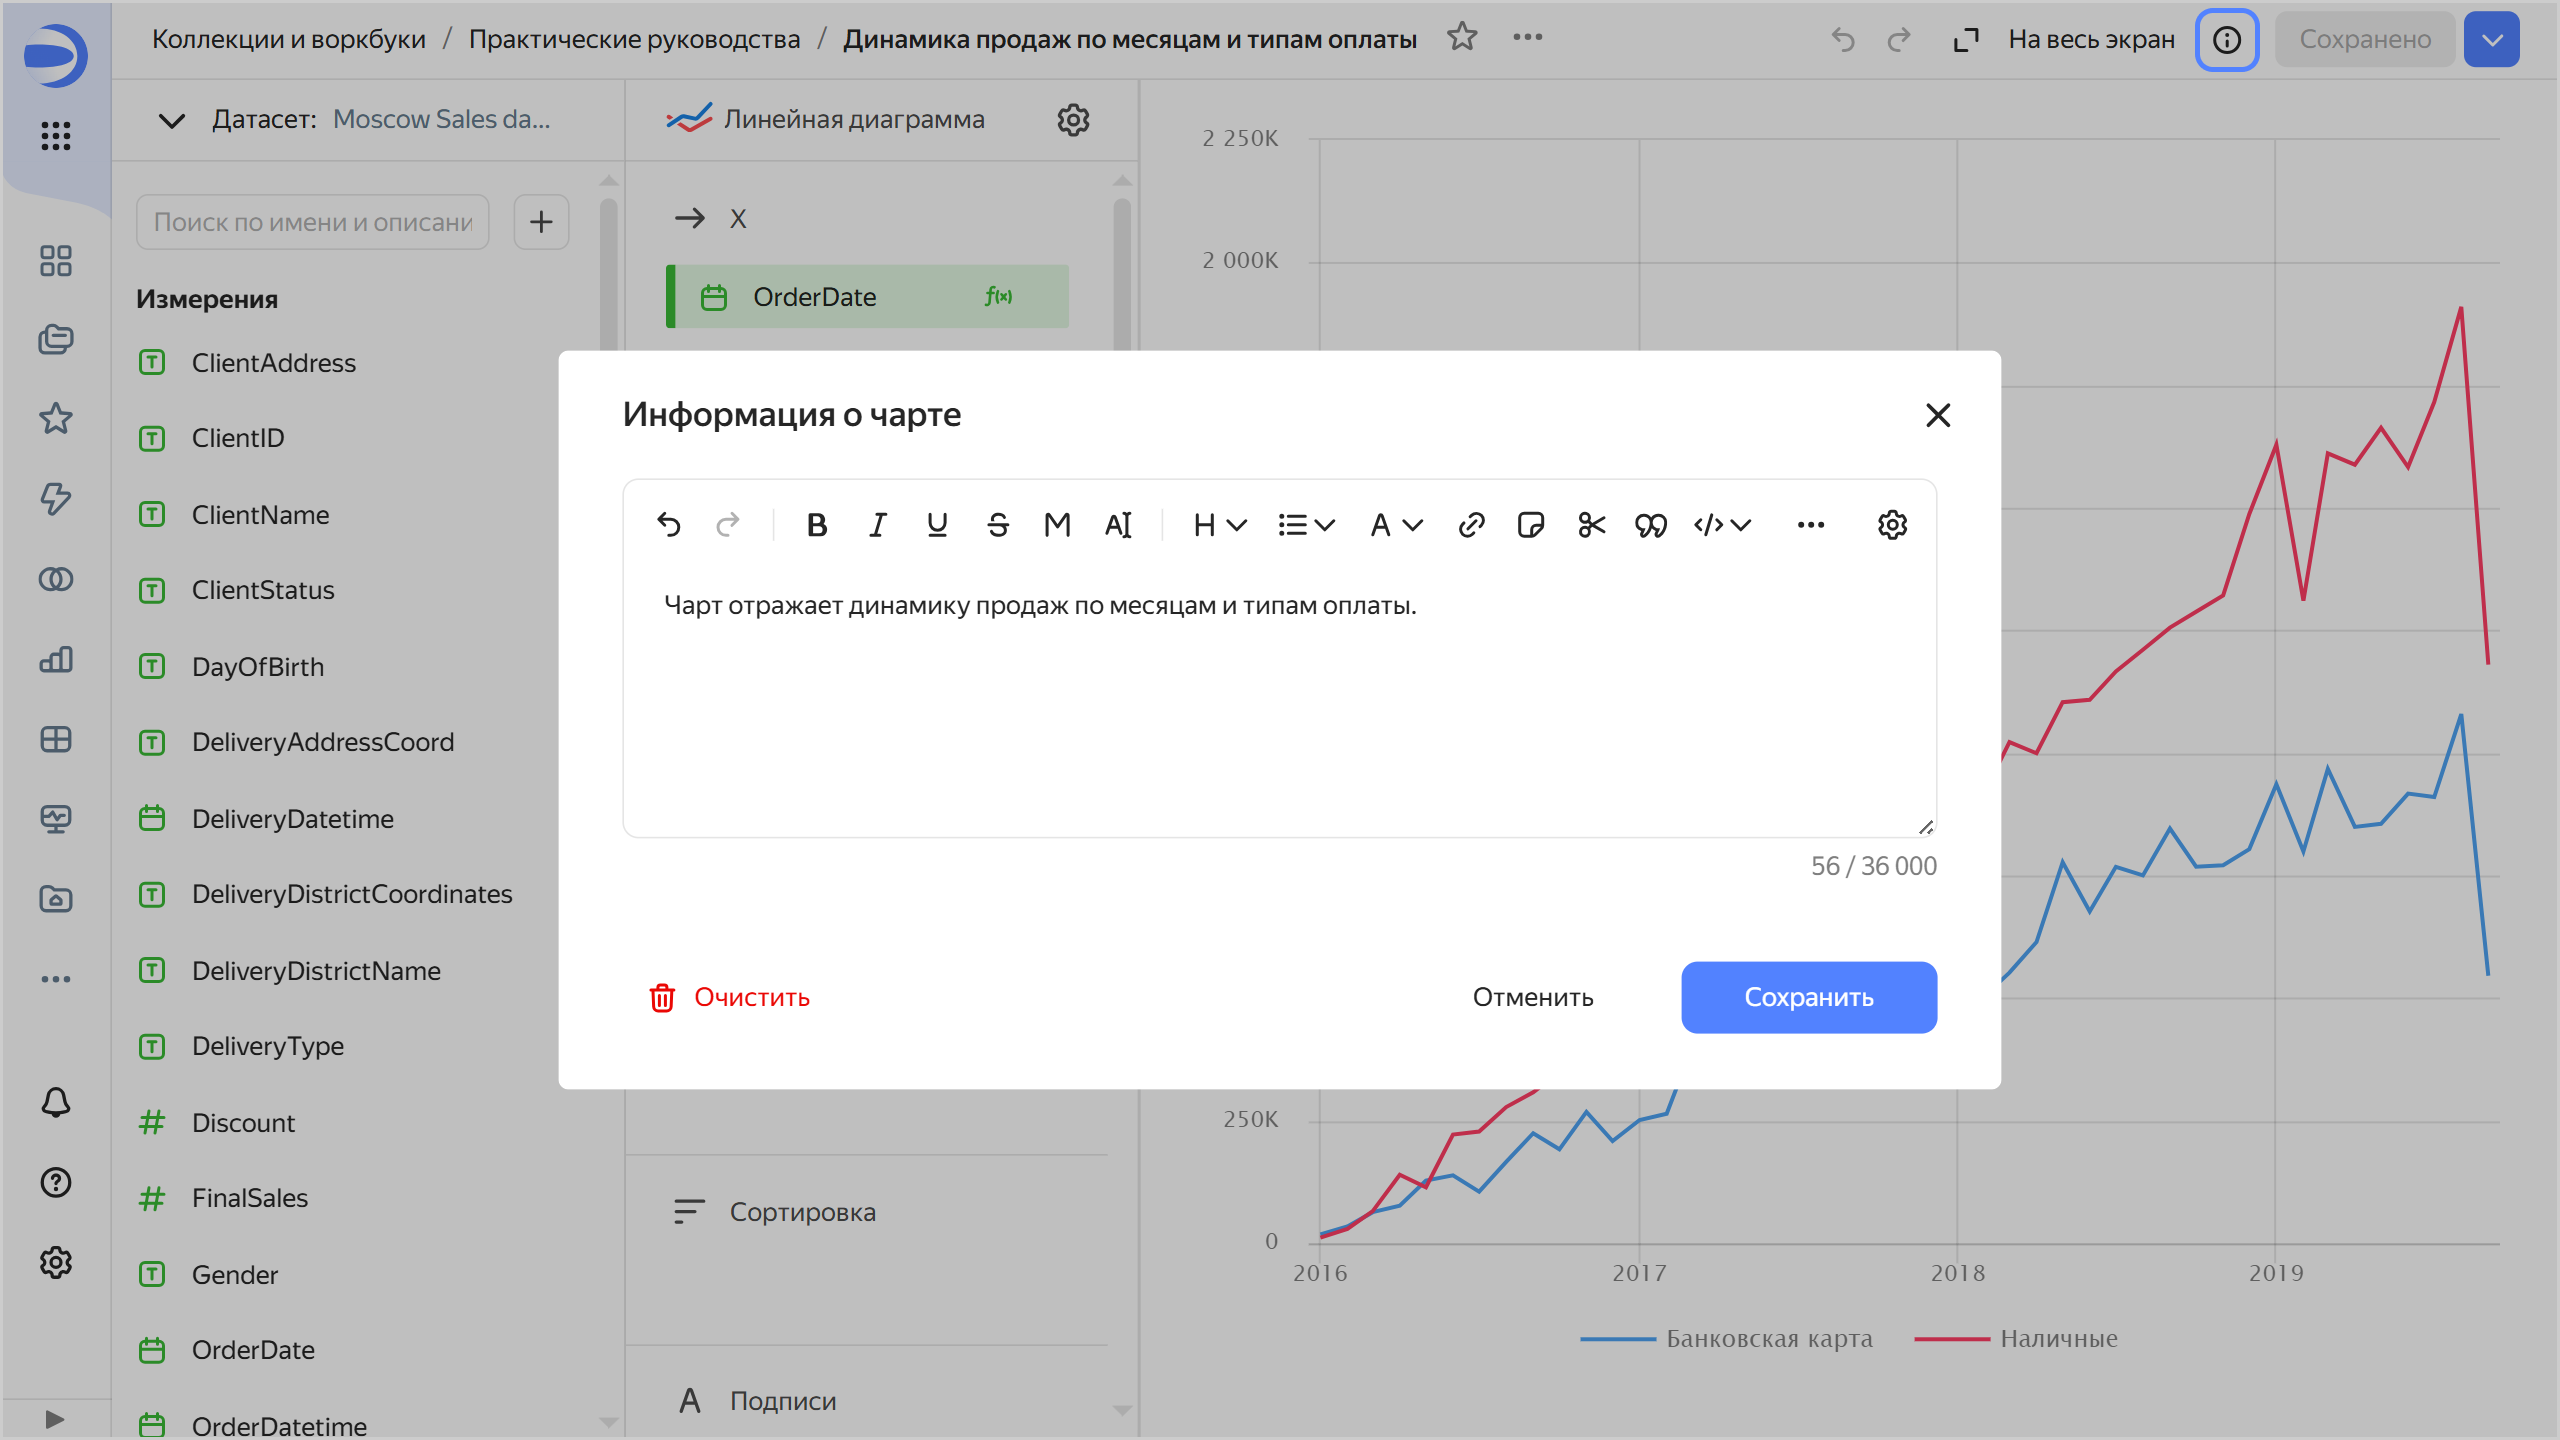 Коллекции и воркбуки / Практические руководства / Динамика продаж по месяцам и типам оплаты
На весь экран
Сохранено
Датасет: Moscow Sales da...
Линейная диаграмма
Поиск по имени и описани
Измерения
ClientAddress
ClientID
ClientName
ClientStatus
DayOfBirth
DeliveryAddressCoord
DeliveryDatetime
DeliveryDistrictCoordinates
DeliveryDistrictName
DeliveryType
Discount
FinalSales
Gender
OrderDate
OrderDatetime
X
OrderDate f(x)
Сортировка
Подписи
Информация о чарте
Чарт отражает динамику продаж по месяцам и типам оплаты.
56 / 36 000
Очистить
Отменить
Сохранить
2 250K
2 000K
250K
0
2016 2017 2018 2019
Банковская карта Наличные